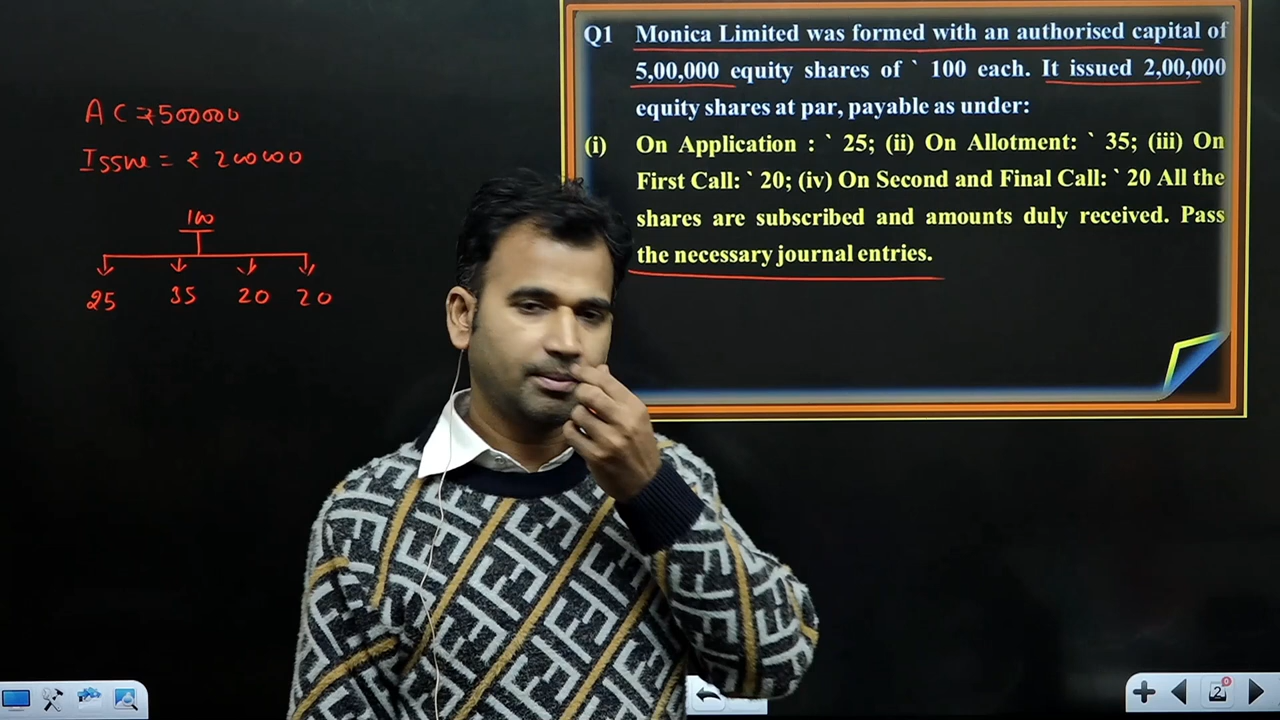 Q1 Monica Limited was formed with an authorised capital of
5,00,000 equity shares of ` 100 each. It issued 2,00,000
equity shares at par, payable as under:
(i) On Application : ` 25; (ii) On Allotment: ` 35; (iii) On
First Call: ` 20; (iv) On Second and Final Call: ` 20 All the
shares are subscribed and amounts duly received. Pass
the necessary journal entries.
AC = ₹ 500000
Issue = ₹ 200000
100
25 35 20 20
2